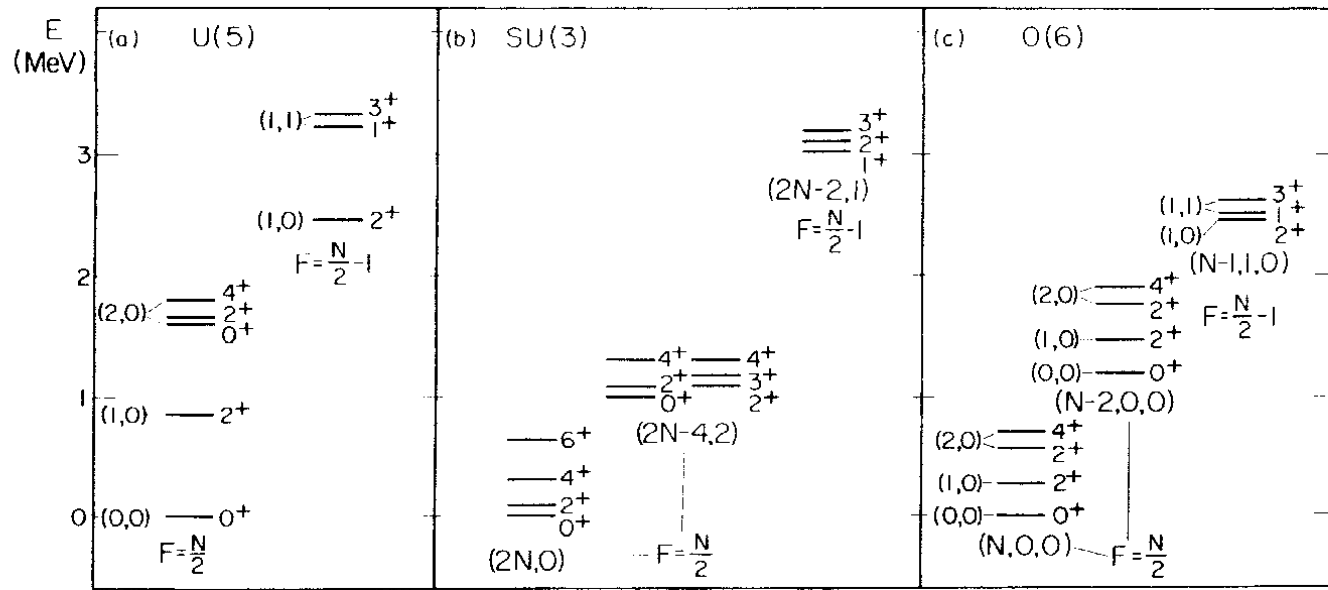 E
(MeV)
3
2
1
0
(a) U(5)
(1,1) 3+
1+
(1,0) 2+
F=N/2-1
(2,0) 4+
2+
0+
(1,0) 2+
(0,0) 0+
F=N/2
(b) SU(3)
3+
2+
1+
(2N-2,1)
F=N/2-1
4+ 4+
2+ 3+
0+ 2+
(2N-4,2)
6+
4+
2+
0+
(2N,0) F=N/2
(c) O(6)
(1,1) 3+
1+
(1,0) 2+
(N-1,1,0)
F=N/2-1
(2,0) 4+
2+
(1,0) 2+
(0,0) 0+
(N-2,0,0)
(2,0) 4+
2+
(1,0) 2+
(0,0) 0+
(N,0,0) F=N/2